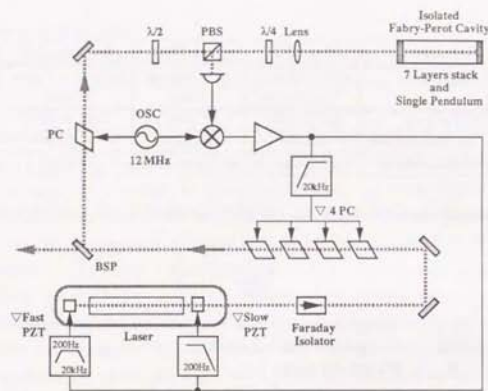 Isolated
Fabry-Perot Cavity
λ/2
PBS
λ/4
Lens
7 Layers stack
and
Single Pendulum
OSC
PC
12 MHz
20kHz
▽ 4 PC
BSP
▽Fast
PZT
Laser
▽Slow
PZT
Faraday
Isolator
200Hz
20kHz
200Hz